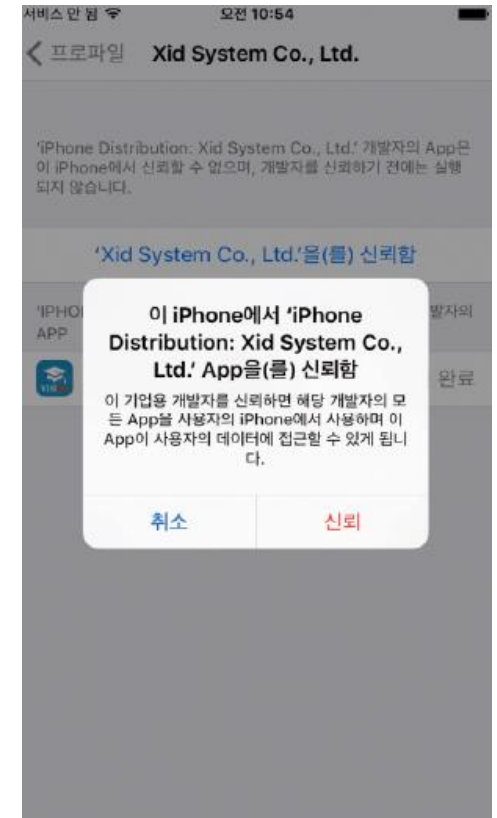 서비스 안 됨 오전 10:54
프로파일 Xid System Co., Ltd.
'iPhone Distribution: Xid System Co., Ltd.' 개발자의 App은
이 iPhone에서 신뢰할 수 없으며, 개발자를 신뢰하기 전에는 실행
되지 않습니다.
'Xid System Co., Ltd.'을(를) 신뢰함
'IPHO 발자의
APP
완료
이 iPhone에서 'iPhone
Distribution: Xid System Co.,
Ltd.' App을(를) 신뢰함
이 기업용 개발자를 신뢰하면 해당 개발자의 모
든 App을 사용자의 iPhone에서 사용하며 이
App이 사용자의 데이터에 접근할 수 있게 됩니
다.
취소 신뢰